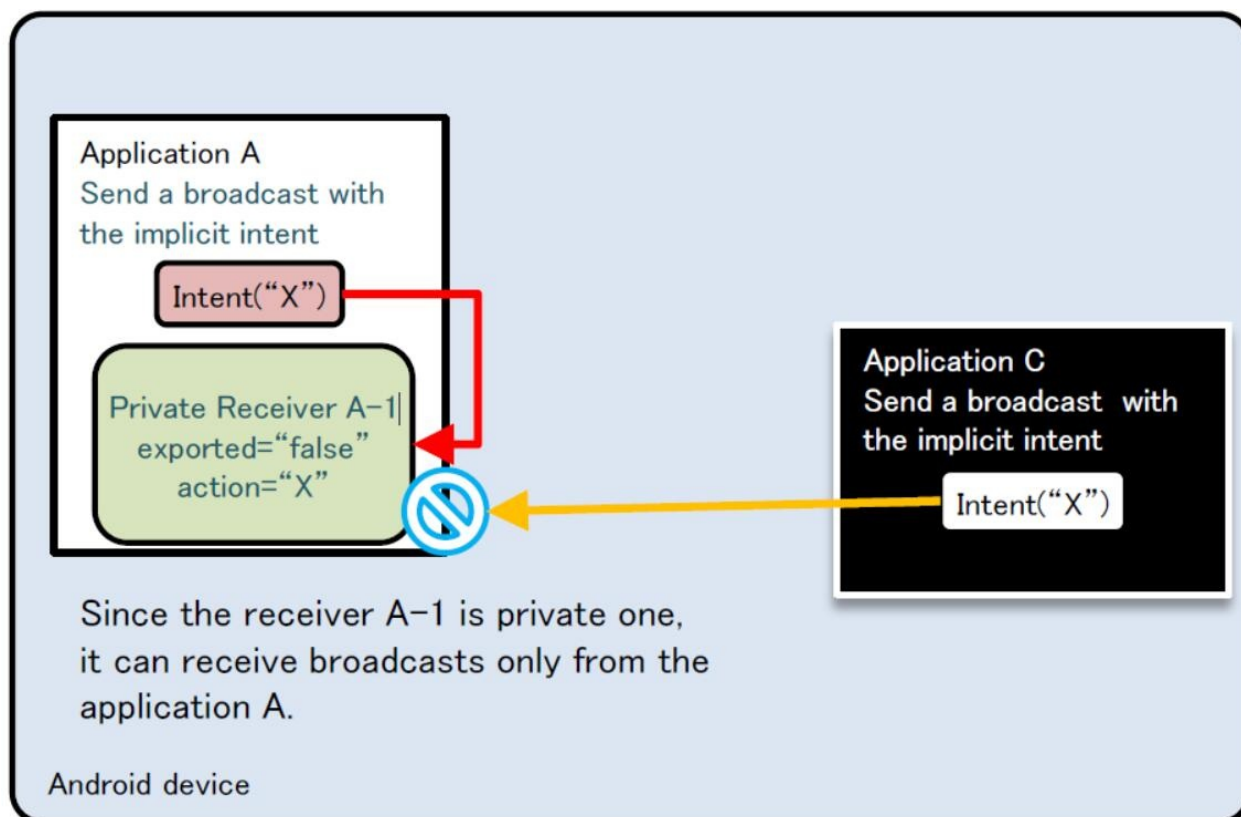 Application A
Send a broadcast with
the implicit intent
Intent(“X”)
Private Receiver A-1
exported=“false”
action=“X”
Application C
Send a broadcast with
the implicit intent
Intent(“X”)
Since the receiver A-1 is private one,
it can receive broadcasts only from the
application A.
Android device